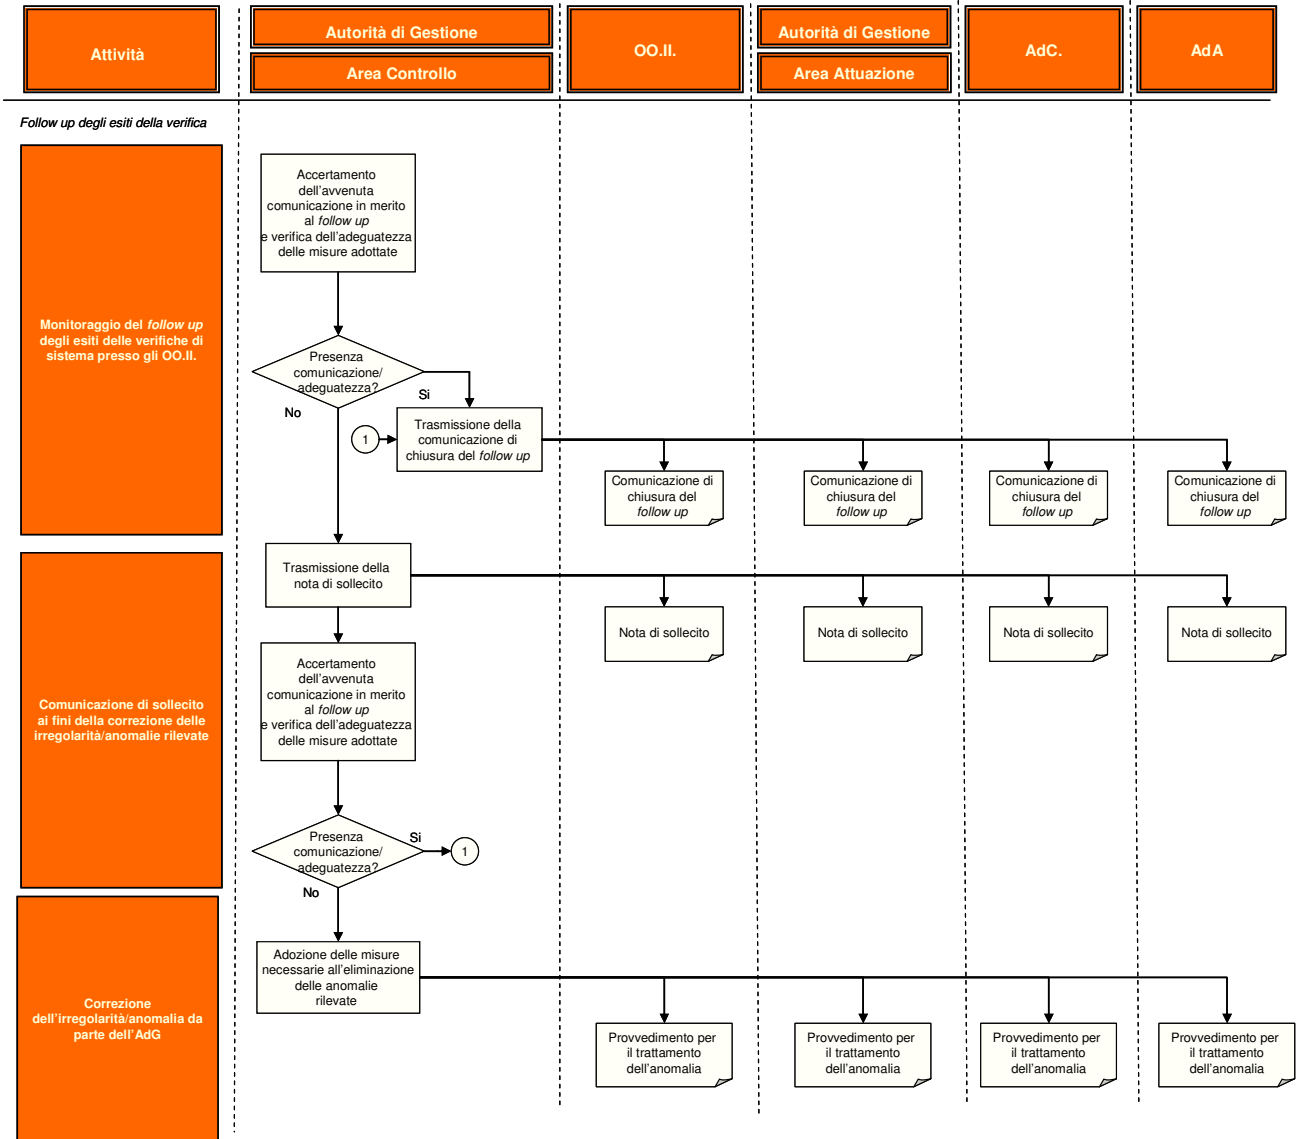 Attività
Autorità di Gestione
Area Controllo
OO.II.
Autorità di Gestione
Area Attuazione
AdC.
AdA
Follow up degli esiti della verifica
Monitoraggio del follow up
degli esiti delle verifiche di
sistema presso gli OO.II.
Accertamento
dell'avvenuta
comunicazione in merito
al follow up
e verifica dell'adeguatezza
delle misure adottate
Presenza
comunicazione/
adeguatezza?
Si
No
1
Trasmissione della
comunicazione di
chiusura del follow up
Comunicazione di
chiusura del
follow up
Comunicazione di
chiusura del
follow up
Comunicazione di
chiusura del
follow up
Comunicazione di
chiusura del
follow up
Comunicazione di sollecito
ai fini della correzione delle
irregolarità/anomalie rilevate
Trasmissione della
nota di sollecito
Nota di sollecito
Nota di sollecito
Nota di sollecito
Nota di sollecito
Accertamento
dell'avvenuta
comunicazione in merito
al follow up
e verifica dell'adeguatezza
delle misure adottate
Presenza
comunicazione/
adeguatezza?
Si
1
No
Correzione
dell'irregolarità/anomalia da
parte dell'AdG
Adozione delle misure
necessarie all'eliminazione
delle anomalie
rilevate
Provvedimento per
il trattamento
dell'anomalia
Provvedimento per
il trattamento
dell'anomalia
Provvedimento per
il trattamento
dell'anomalia
Provvedimento per
il trattamento
dell'anomalia